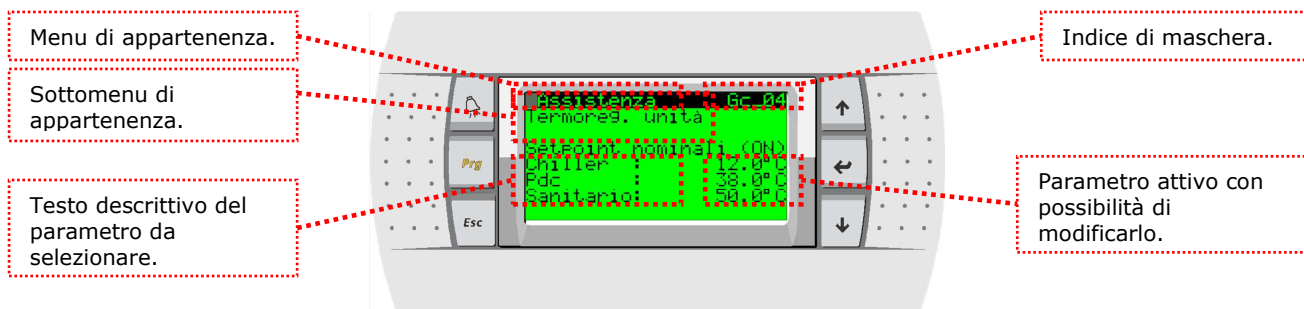 Menu di appartenenza.
Indice di maschera.
Sottomenu di
appartenenza.
Assistenza Gc 04
Termoreg. unità
Setpoint nominali (ON)
Chiller : 12.0°C
Pdc : 38.0°C
Sanitario: 50.0°C
Prg
Esc
Testo descrittivo del
parametro da
selezionare.
Parametro attivo con
possibilità di
modificarlo.